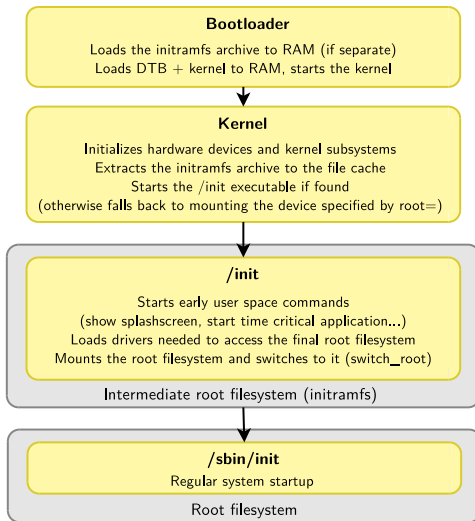 Bootloader
Loads the initramfs archive to RAM (if separate)
Loads DTB + kernel to RAM, starts the kernel
Kernel
Initializes hardware devices and kernel subsystems
Extracts the initramfs archive to the file cache
Starts the /init executable if found
(otherwise falls back to mounting the device specified by root=)
/init
Starts early user space commands
(show splashscreen, start time critical application...)
Loads drivers needed to access the final root filesystem
Mounts the root filesystem and switches to it (switch_root)
Intermediate root filesystem (initramfs)
/sbin/init
Regular system startup
Root filesystem